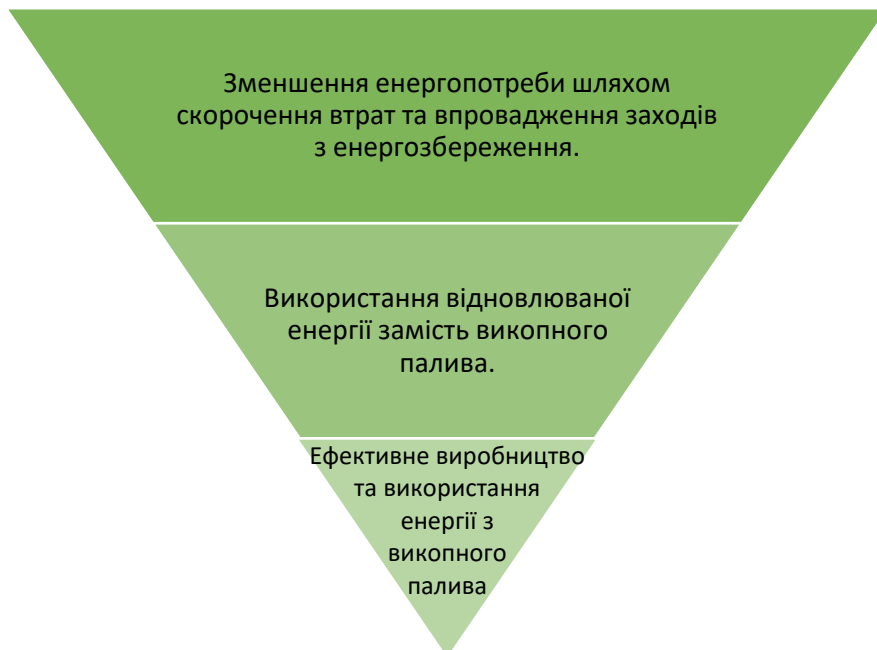 Зменшення енергопотреби шляхом
скорочення втрат та впровадження заходів
з енергозбереження.
Використання відновлюваної
енергії замість викопного
палива.
Ефективне виробництво
та використання
енергії з
викопного
палива